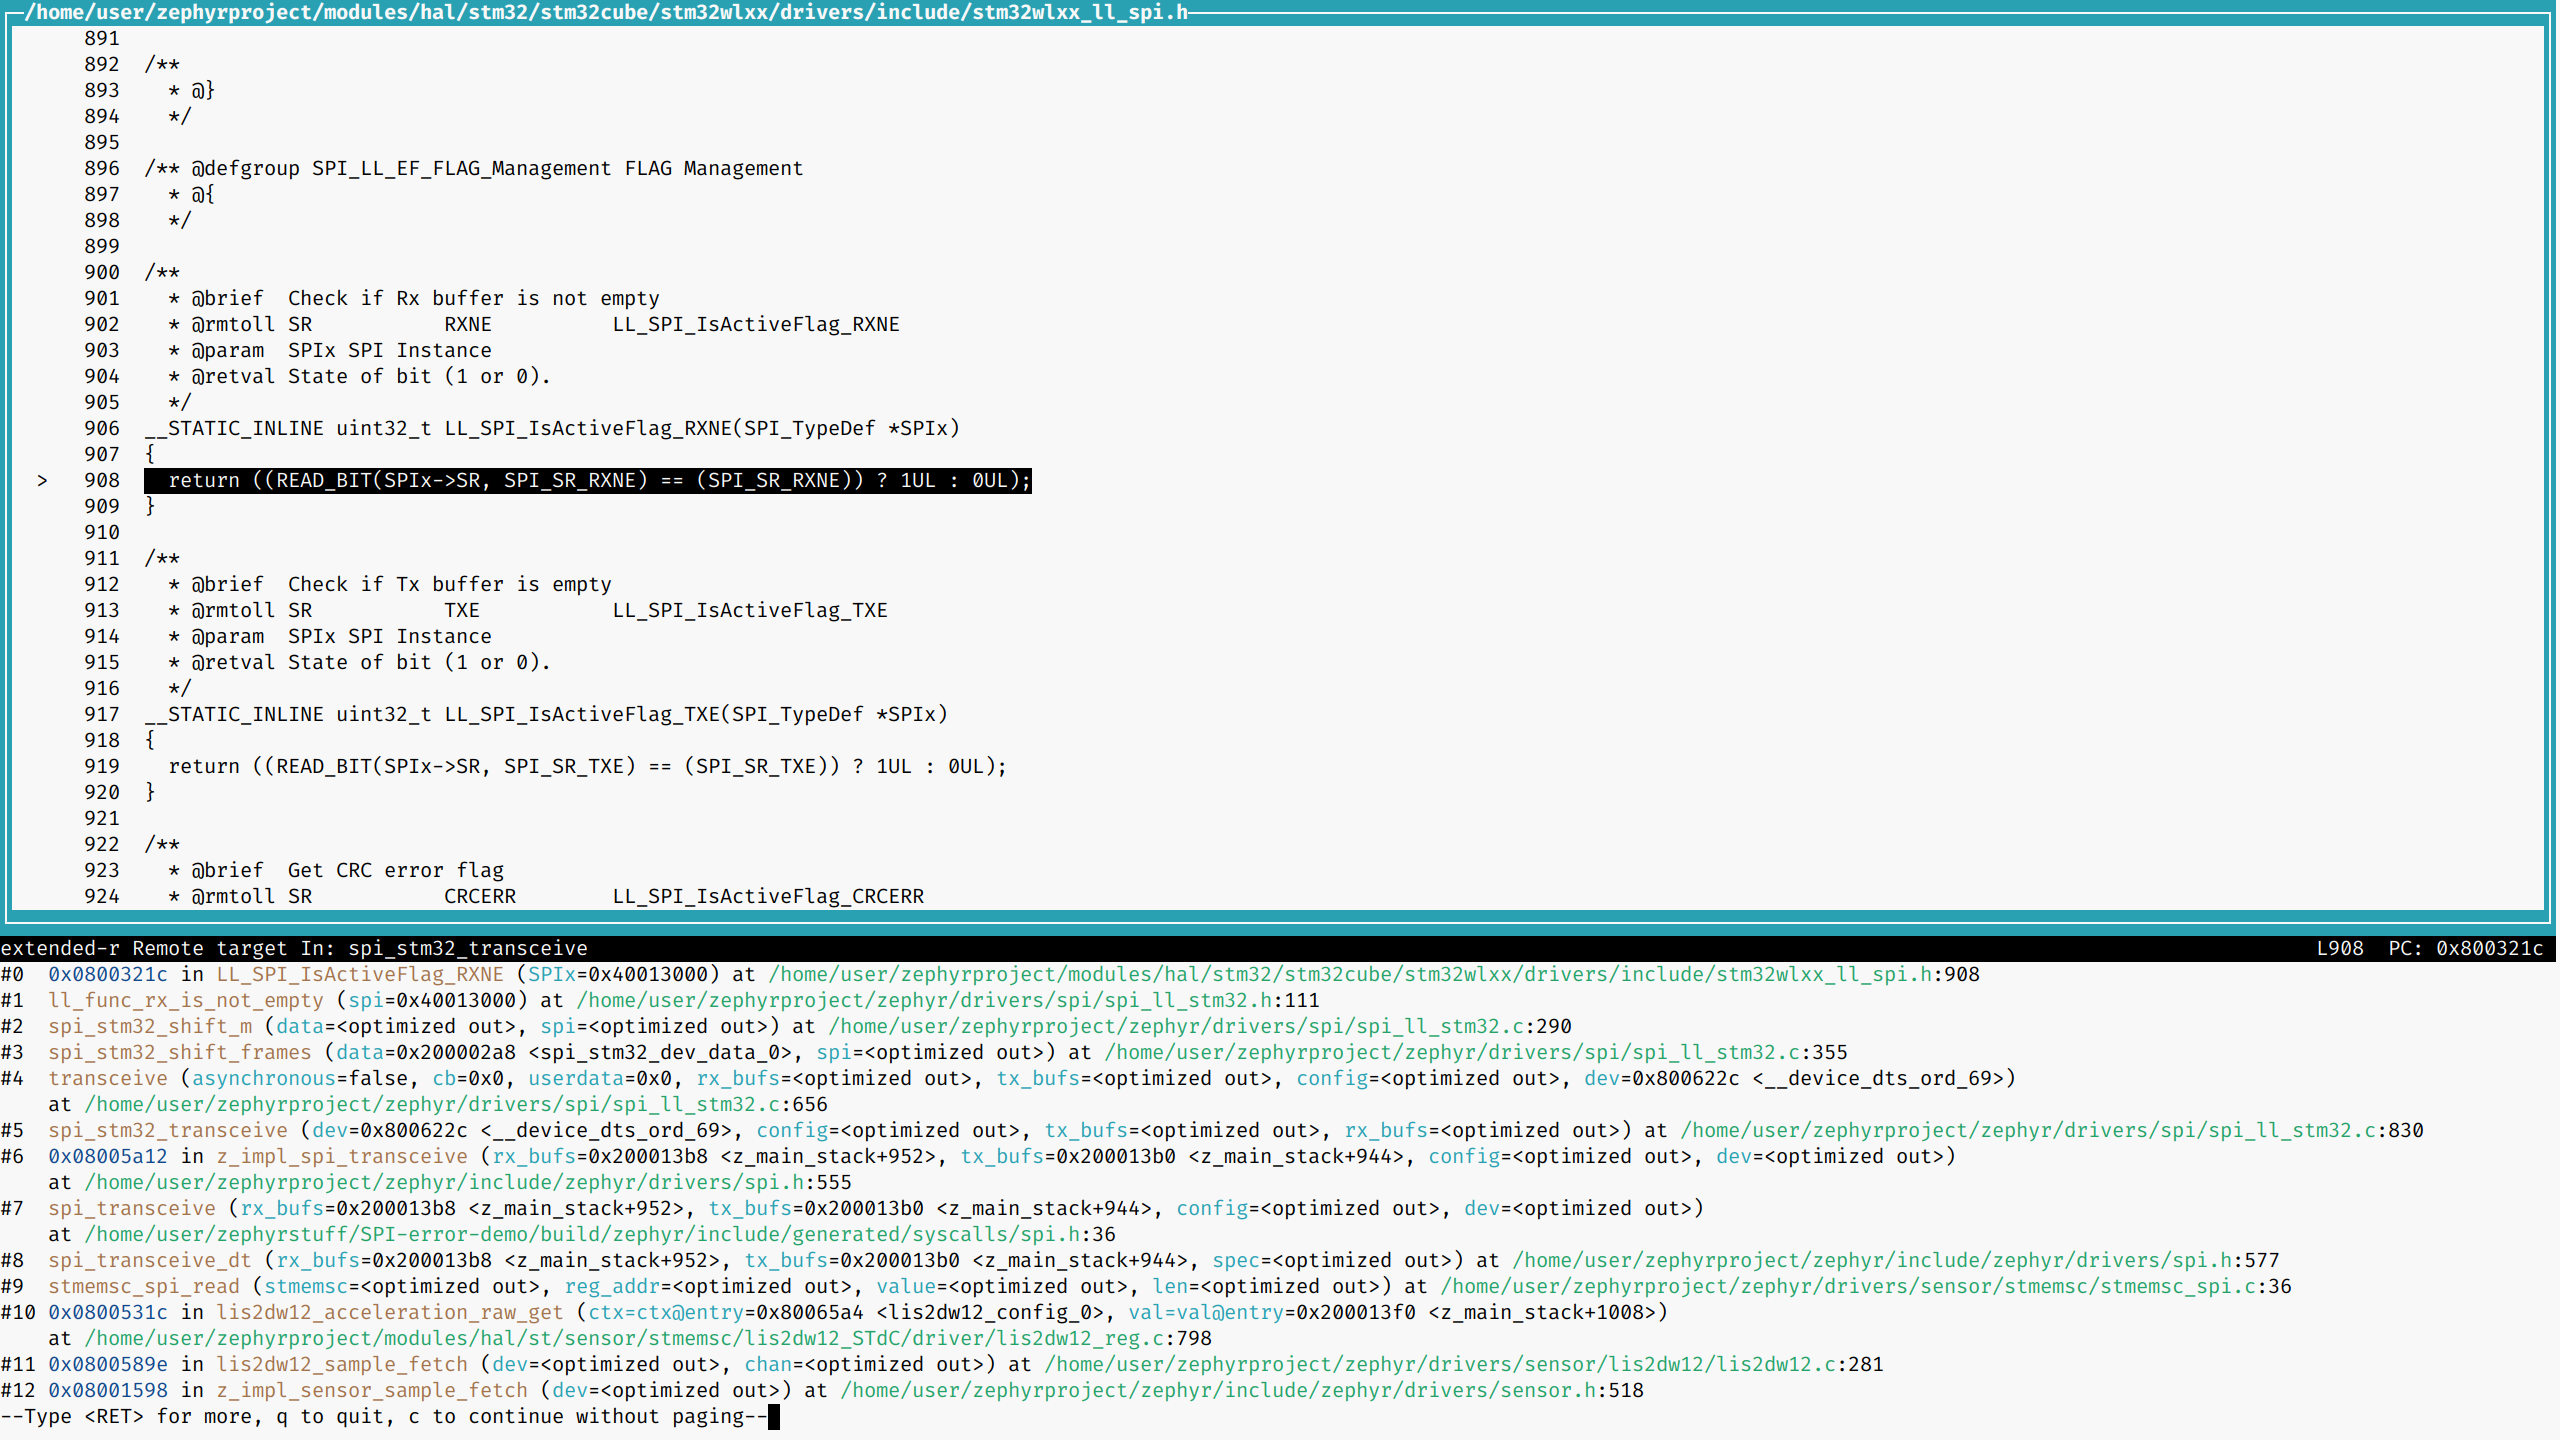 /home/user/zephyrproject/modules/hal/stm32/stm32cube/stm32wlxx/drivers/include/stm32wlxx_ll_spi.h
891
892  /**
893    * @}
894    */
895
896  /** @defgroup SPI_LL_EF_FLAG_Management FLAG Management
897    * @{
898    */
899
900  /**
901    * @brief  Check if Rx buffer is not empty
902    * @rmtoll SR           RXNE          LL_SPI_IsActiveFlag_RXNE
903    * @param  SPIx SPI Instance
904    * @retval State of bit (1 or 0).
905    */
906  __STATIC_INLINE uint32_t LL_SPI_IsActiveFlag_RXNE(SPI_TypeDef *SPIx)
907  {
>   908    return ((READ_BIT(SPIx->SR, SPI_SR_RXNE) == (SPI_SR_RXNE)) ? 1UL : 0UL);
909  }
910
911  /**
912    * @brief  Check if Tx buffer is empty
913    * @rmtoll SR           TXE           LL_SPI_IsActiveFlag_TXE
914    * @param  SPIx SPI Instance
915    * @retval State of bit (1 or 0).
916    */
917  __STATIC_INLINE uint32_t LL_SPI_IsActiveFlag_TXE(SPI_TypeDef *SPIx)
918  {
919    return ((READ_BIT(SPIx->SR, SPI_SR_TXE) == (SPI_SR_TXE)) ? 1UL : 0UL);
920  }
921
922  /**
923    * @brief  Get CRC error flag
924    * @rmtoll SR           CRCERR        LL_SPI_IsActiveFlag_CRCERR
extended-r Remote target In: spi_stm32_transceive    L908  PC: 0x800321c
#0  0x0800321c in LL_SPI_IsActiveFlag_RXNE (SPIx=0x40013000) at /home/user/zephyrproject/modules/hal/stm32/stm32cube/stm32wlxx/drivers/include/stm32wlxx_ll_spi.h:908
#1  ll_func_rx_is_not_empty (spi=0x40013000) at /home/user/zephyrproject/zephyr/drivers/spi/spi_ll_stm32.h:111
#2  spi_stm32_shift_m (data=<optimized out>, spi=<optimized out>) at /home/user/zephyrproject/zephyr/drivers/spi/spi_ll_stm32.c:290
#3  spi_stm32_shift_frames (data=0x200002a8 <spi_stm32_dev_data_0>, spi=<optimized out>) at /home/user/zephyrproject/zephyr/drivers/spi/spi_ll_stm32.c:355
#4  transceive (asynchronous=false, cb=0x0, userdata=0x0, rx_bufs=<optimized out>, tx_bufs=<optimized out>, config=<optimized out>, dev=0x800622c <__device_dts_ord_69>)
    at /home/user/zephyrproject/zephyr/drivers/spi/spi_ll_stm32.c:656
#5  spi_stm32_transceive (dev=0x800622c <__device_dts_ord_69>, config=<optimized out>, tx_bufs=<optimized out>, rx_bufs=<optimized out>) at /home/user/zephyrproject/zephyr/drivers/spi/spi_ll_stm32.c:830
#6  0x08005a12 in z_impl_spi_transceive (rx_bufs=0x200013b8 <z_main_stack+952>, tx_bufs=0x200013b0 <z_main_stack+944>, config=<optimized out>, dev=<optimized out>)
    at /home/user/zephyrproject/zephyr/include/zephyr/drivers/spi.h:555
#7  spi_transceive (rx_bufs=0x200013b8 <z_main_stack+952>, tx_bufs=0x200013b0 <z_main_stack+944>, config=<optimized out>, dev=<optimized out>)
    at /home/user/zephyrstuff/SPI-error-demo/build/zephyr/include/generated/syscalls/spi.h:36
#8  spi_transceive_dt (rx_bufs=0x200013b8 <z_main_stack+952>, tx_bufs=0x200013b0 <z_main_stack+944>, spec=<optimized out>) at /home/user/zephyrproject/zephyr/include/zephyr/drivers/spi.h:577
#9  stmemsc_spi_read (stmemsc=<optimized out>, reg_addr=<optimized out>, value=<optimized out>, len=<optimized out>) at /home/user/zephyrproject/zephyr/drivers/sensor/stmemsc/stmemsc_spi.c:36
#10 0x0800531c in lis2dw12_acceleration_raw_get (ctx=ctx@entry=0x80065a4 <lis2dw12_config_0>, val=val@entry=0x200013f0 <z_main_stack+1008>)
    at /home/user/zephyrproject/modules/hal/st/sensor/stmemsc/lis2dw12_STdC/driver/lis2dw12_reg.c:798
#11 0x0800589e in lis2dw12_sample_fetch (dev=<optimized out>, chan=<optimized out>) at /home/user/zephyrproject/zephyr/drivers/sensor/lis2dw12/lis2dw12.c:281
#12 0x08001598 in z_impl_sensor_sample_fetch (dev=<optimized out>) at /home/user/zephyrproject/zephyr/include/zephyr/drivers/sensor.h:518
--Type <RET> for more, q to quit, c to continue without paging--